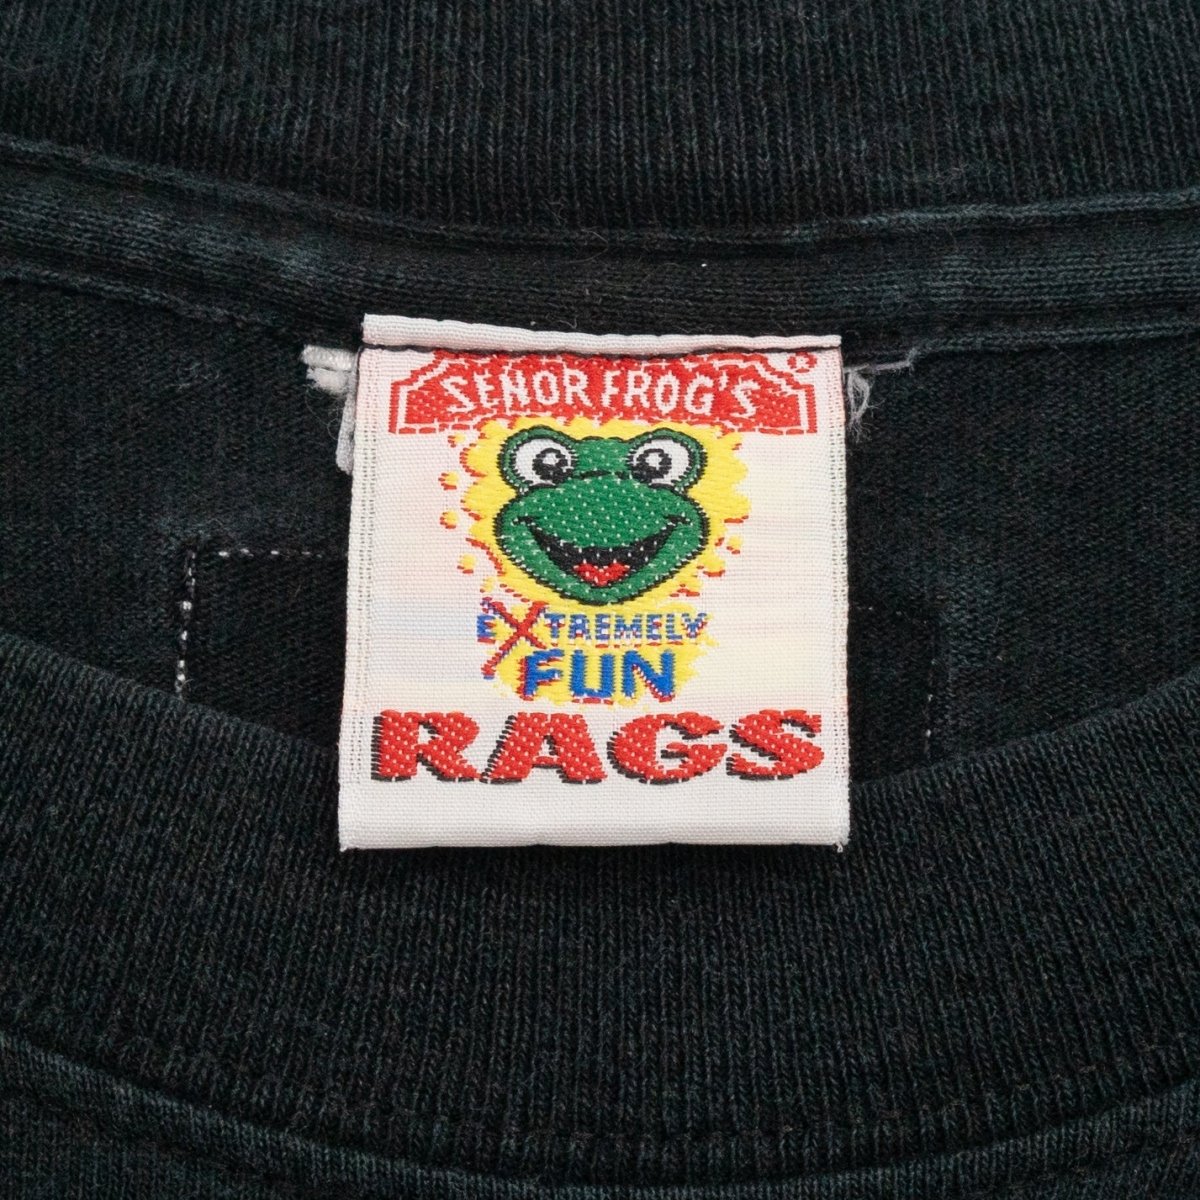 SENOR FROG'S ®
EXTREMELY
FUN
RAGS